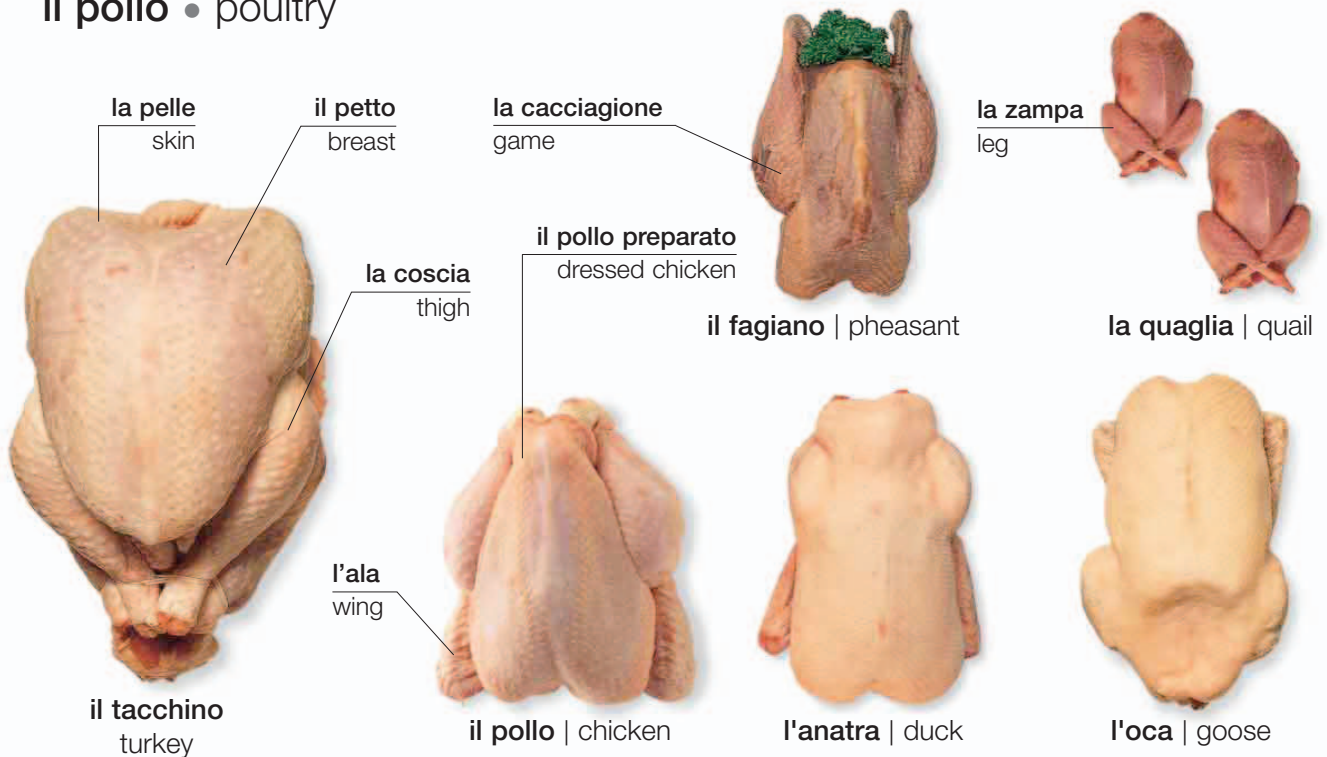 il pollo • poultry
la pelle
skin
il petto
breast
la coscia
thigh
il tacchino
turkey
la cacciagione
game
il fagiano | pheasant
la zampa
leg
la quaglia | quail
il pollo preparato
dressed chicken
l'ala
wing
il pollo | chicken
l'anatra | duck
l'oca | goose